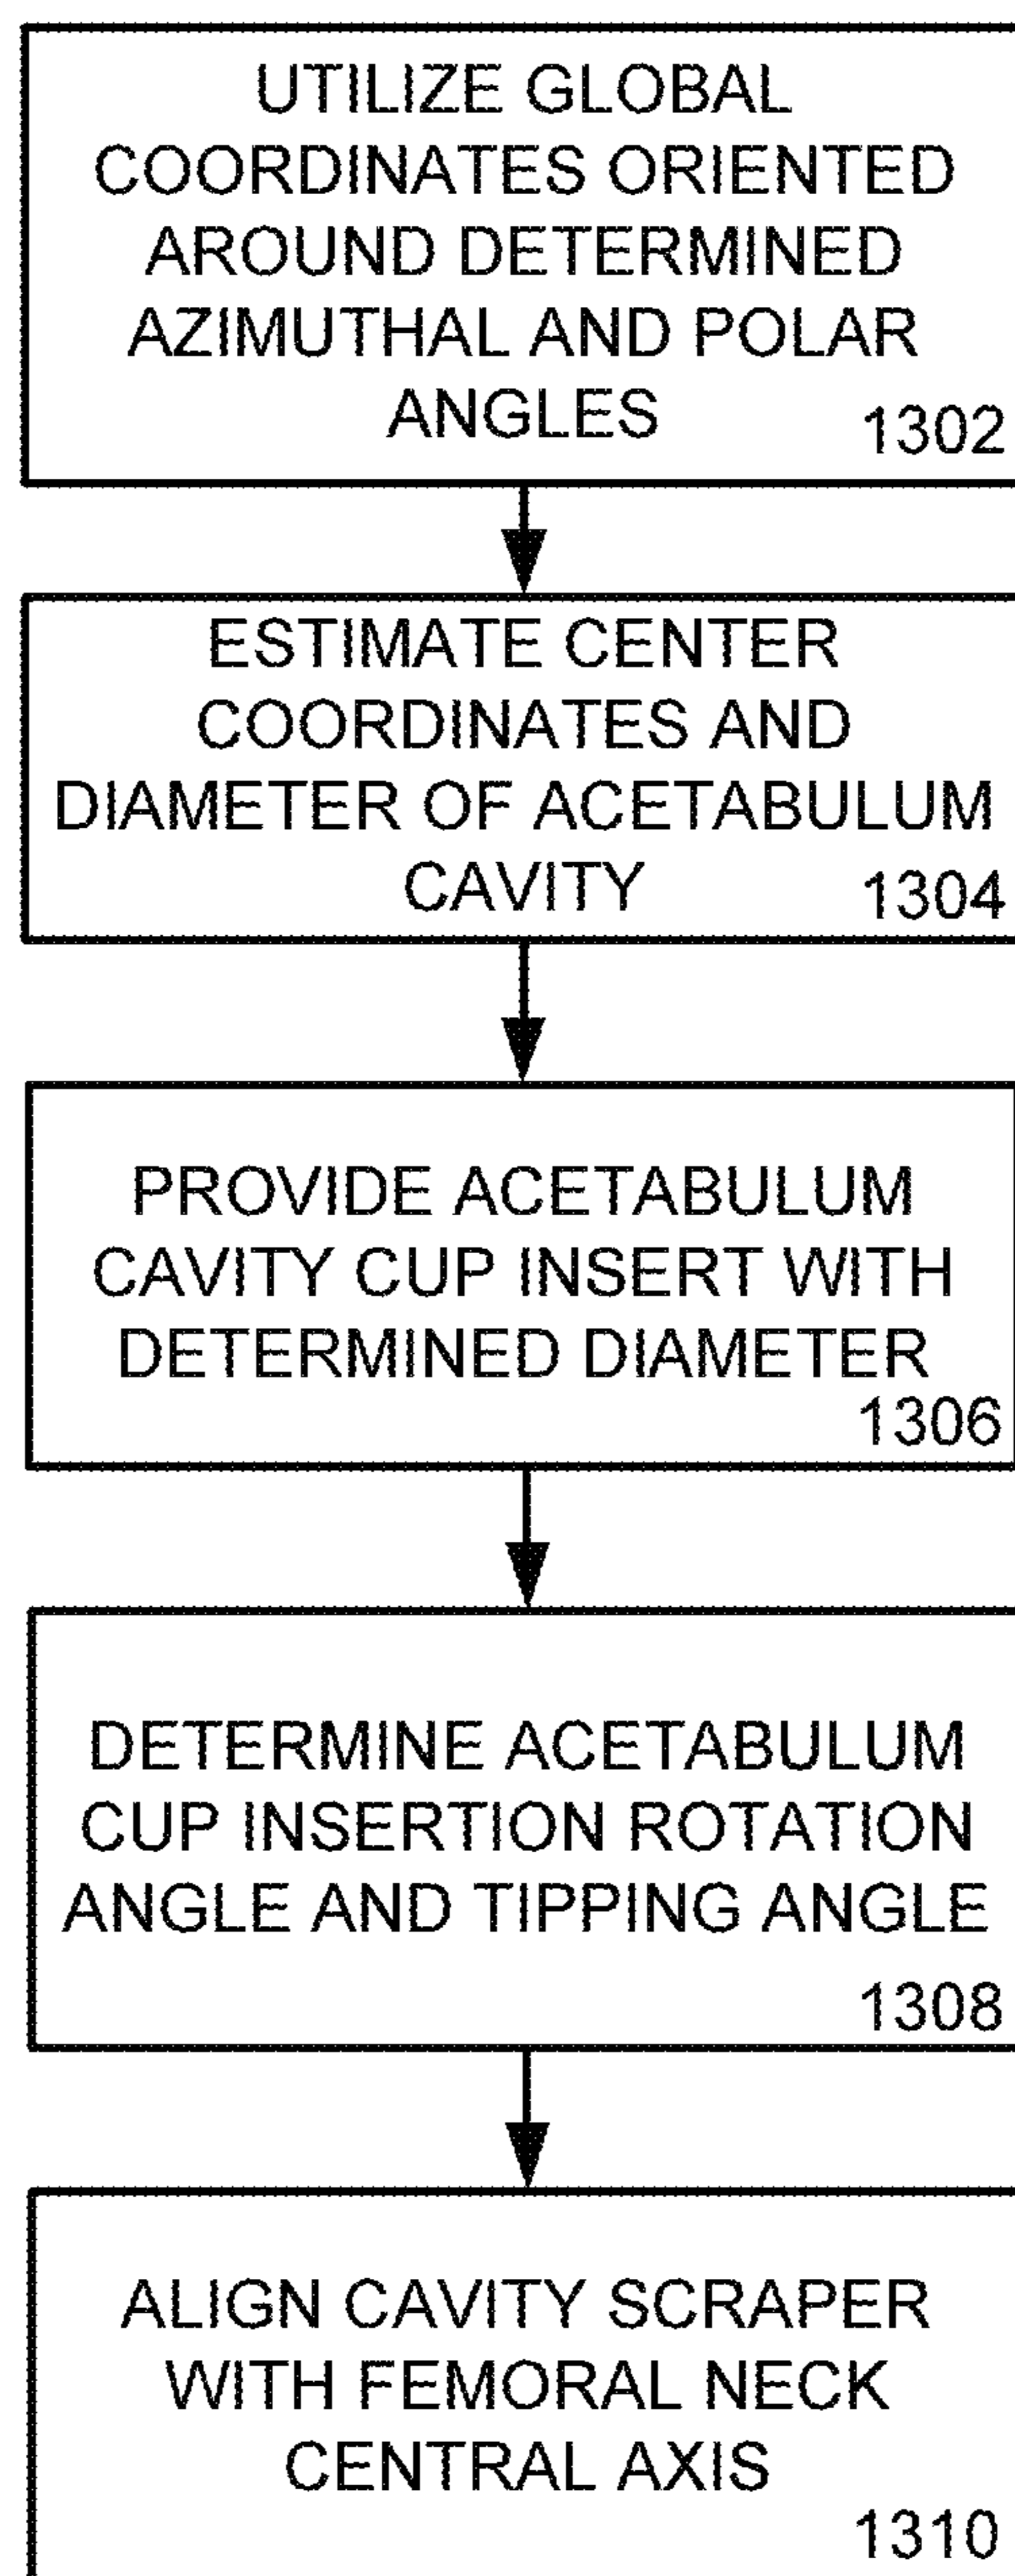 UTILIZE GLOBAL
COORDINATES ORIENTED
AROUND DETERMINED
AZIMUTHAL AND POLAR
ANGLES
1302
ESTIMATE CENTER
COORDINATES AND
DIAMETER OF ACETABULUM
CAVITY
1304
PROVIDE ACETABULUM
CAVITY CUP INSERT WITH
DETERMINED DIAMETER
1306
DETERMINE ACETABULUM
CUP INSERTION ROTATION
ANGLE AND TIPPING ANGLE
1308
ALIGN CAVITY SCRAPER
WITH FEMORAL NECK
CENTRAL AXIS
1310